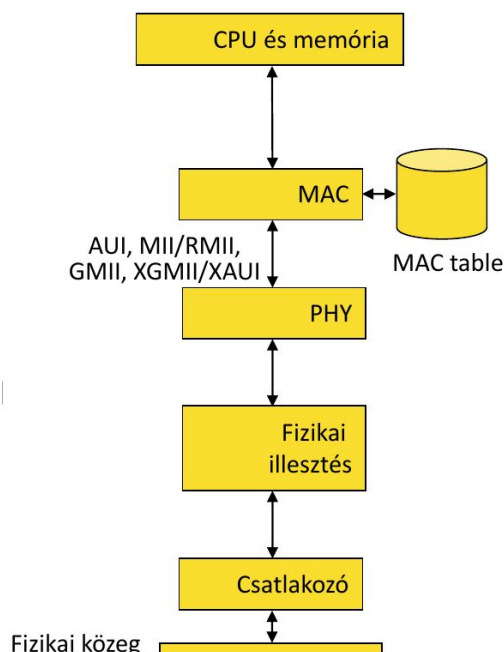 CPU és memória
MAC
MAC table
AUI, MII/RMII,
GMII, XGMII/XAUI
PHY
Fizikai
illesztés
Csatlakozó
Fizikai közeg